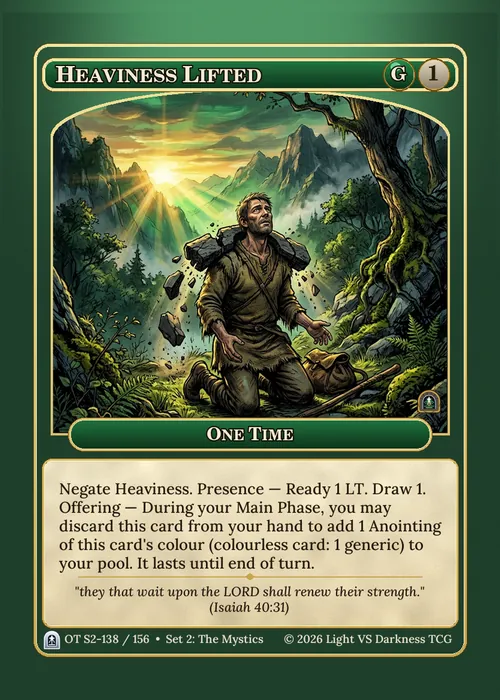 HEAVINESS LIFTED
G 1
ONE TIME
Negate Heaviness. Presence — Ready 1 LT. Draw 1.
Offering — During your Main Phase, you may
discard this card from your hand to add 1 Anointing
of this card's colour (colourless card: 1 generic) to
your pool. It lasts until end of turn.
"they that wait upon the LORD shall renew their strength."
(Isaiah 40:31)
OT S2-138 / 156 • Set 2: The Mystics © 2026 Light VS Darkness TCG